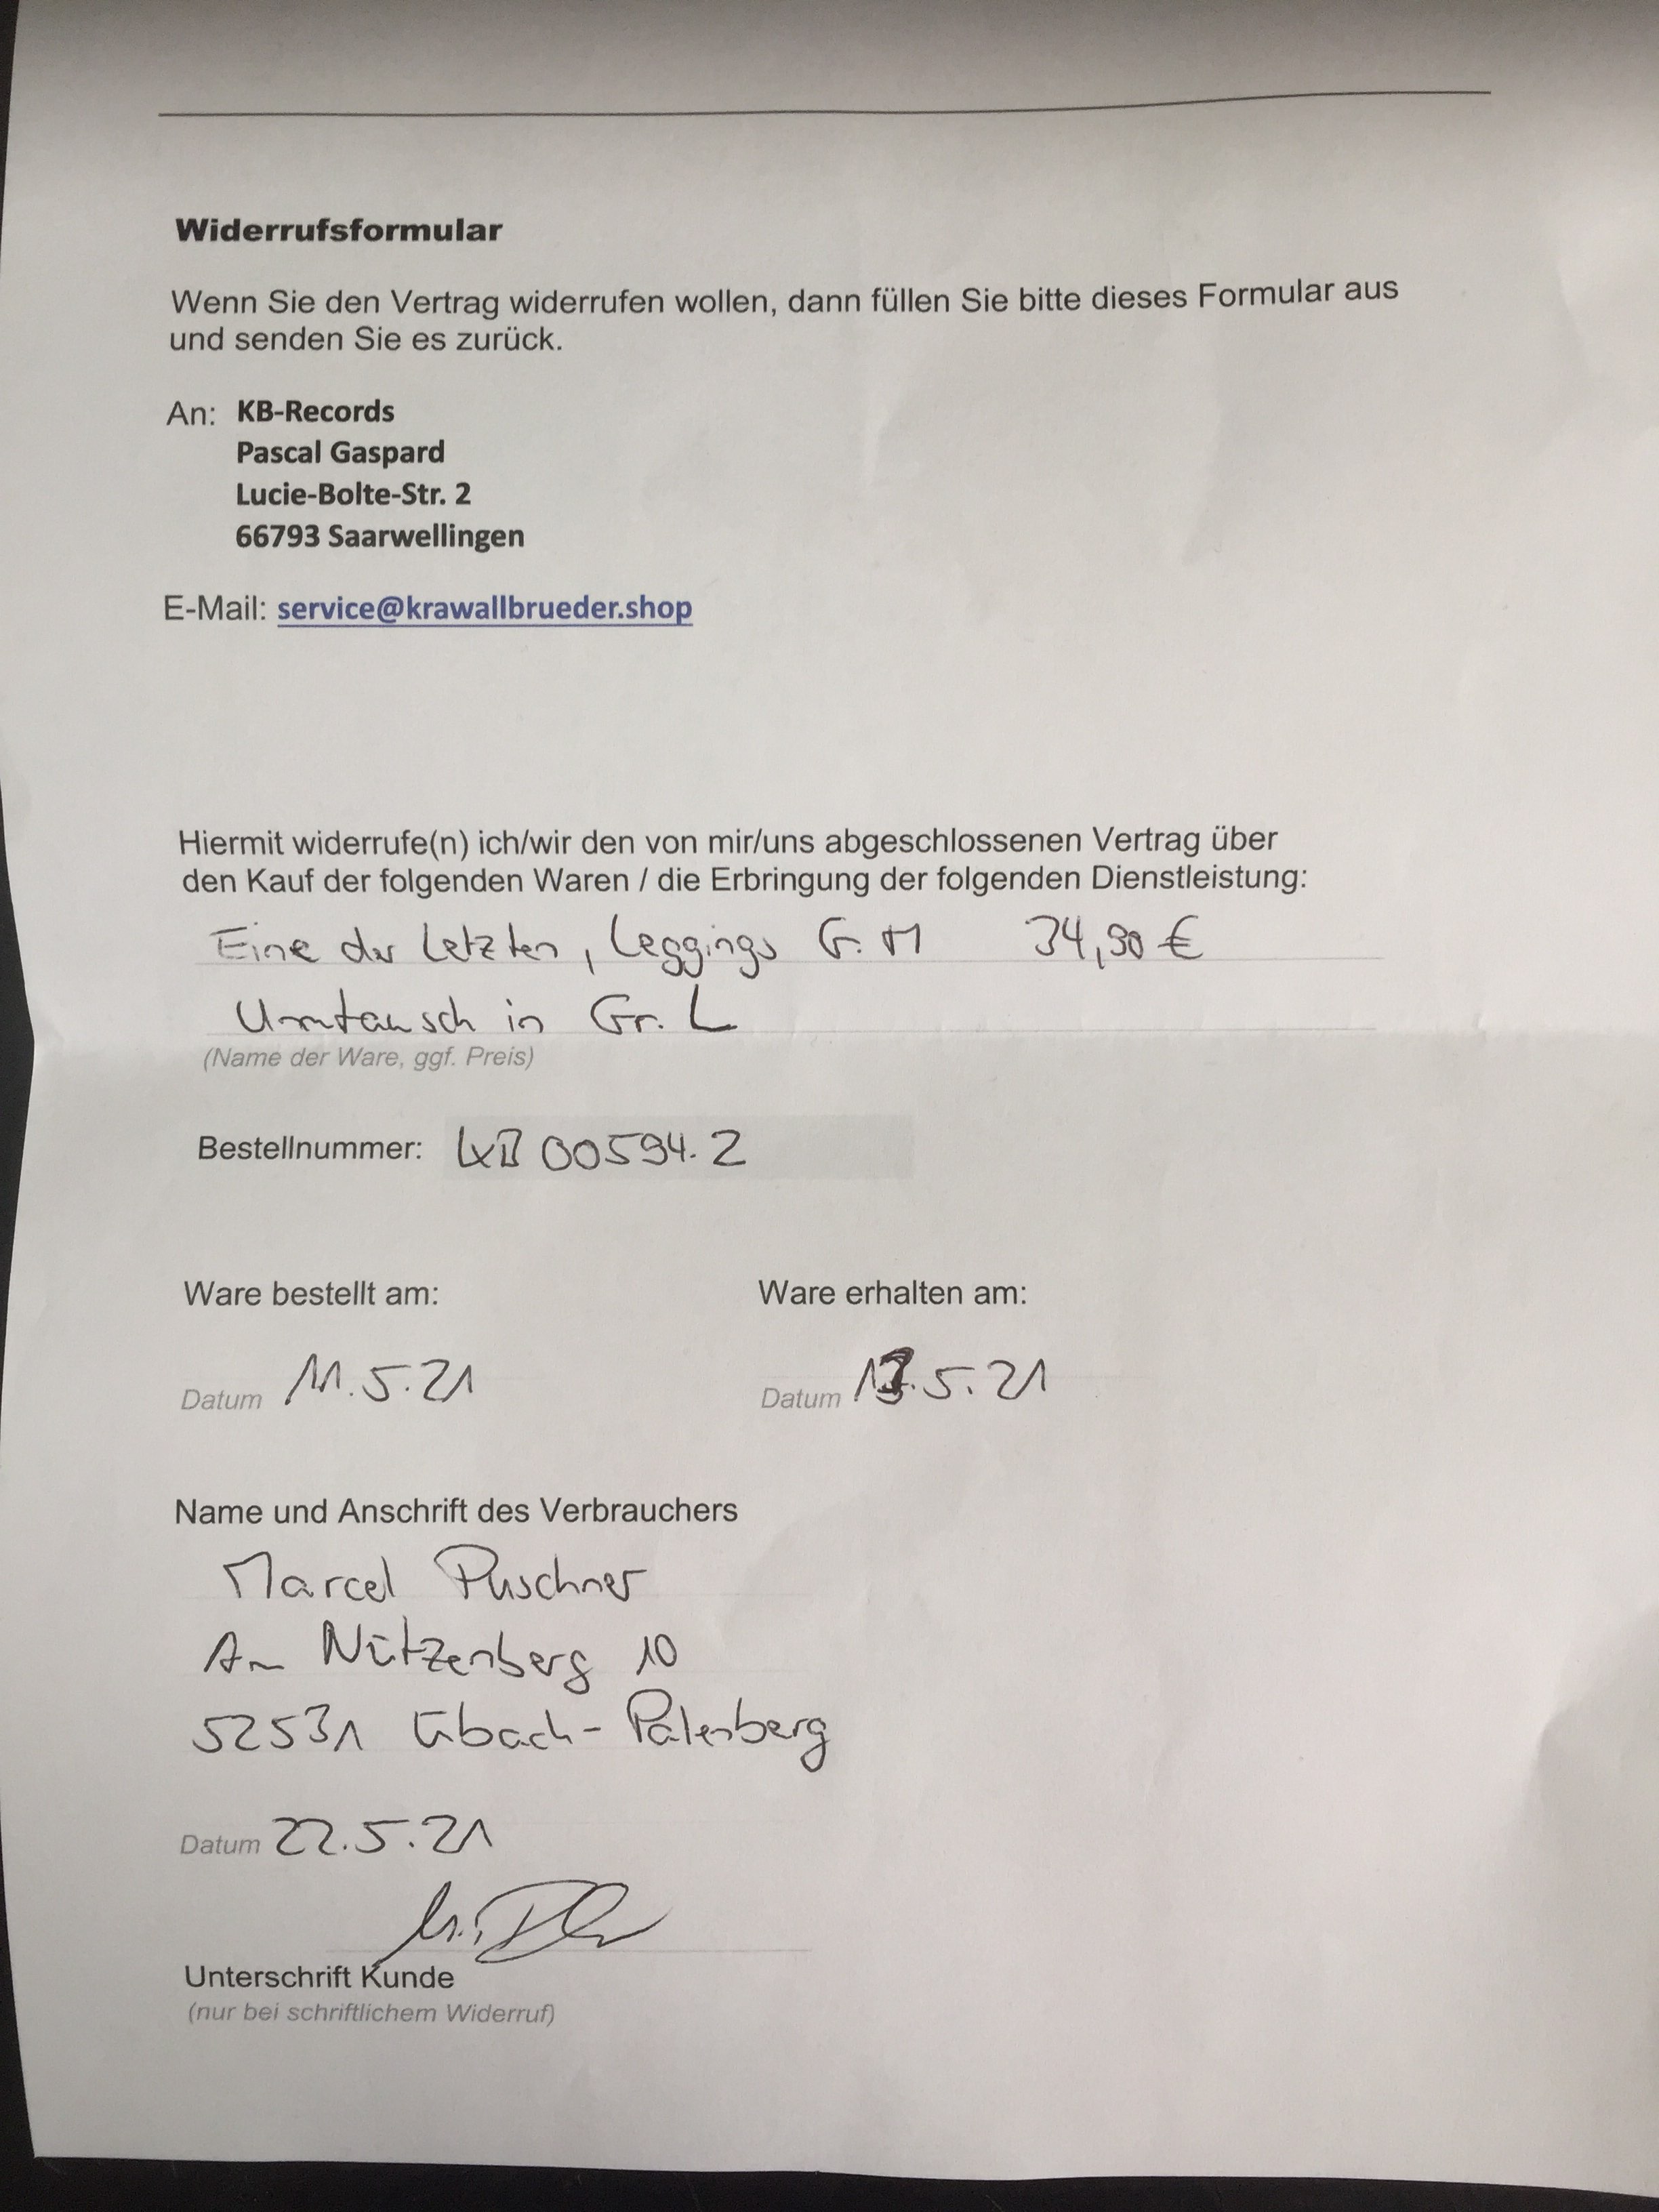 Widerrufsformular
Wenn Sie den Vertrag widerrufen wollen, dann füllen Sie bitte dieses Formular aus
und senden Sie es zurück.
An: KB-Records
Pascal Gaspard
Lucie-Bolte-Str. 2
66793 Saarwellingen
E-Mail: service@krawallbrueder.shop
Hiermit widerrufe(n) ich/wir den von mir/uns abgeschlossenen Vertrag über
den Kauf der folgenden Waren / die Erbringung der folgenden Dienstleistung:
Eine der Letzten, Leggings G. M 34,90 €
Umtausch in Gr. L
(Name der Ware, ggf. Preis)
Bestellnummer: 00594.2
Ware bestellt am: Ware erhalten am:
Datum 11.5.21 Datum 13.5.21
Name und Anschrift des Verbrauchers
Marcel Puschner
Am Nützenberg 10
52531 Übach-Palenberg
Datum 22.5.21
Unterschrift Kunde
(nur bei schriftlichem Widerruf)